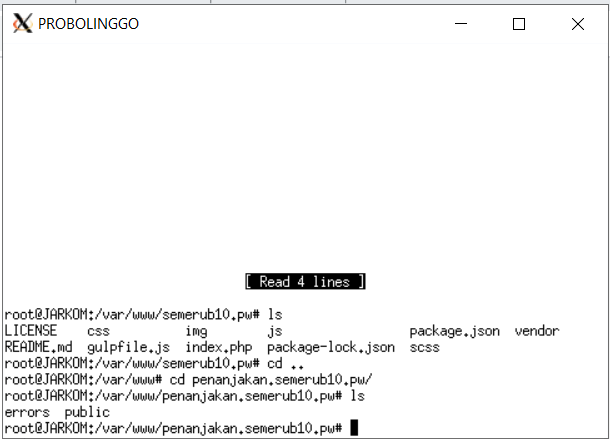 PROBOLINGGO
[ Read 4 lines ]
root@JARKOM:/var/www/semerub10.pw# ls
LICENSE    css         img        js                 package.json  vendor
README.md  gulpfile.js  index.php  package-lock.json  scss
root@JARKOM:/var/www/semerub10.pw# cd ..
root@JARKOM:/var/www# cd penanjakan.semerub10.pw/
root@JARKOM:/var/www/penanjakan.semerub10.pw# ls
errors  public
root@JARKOM:/var/www/penanjakan.semerub10.pw#